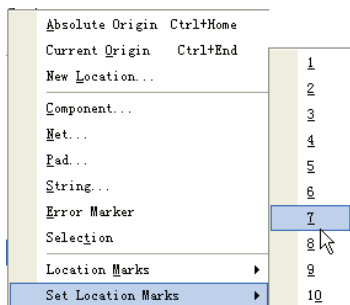 Absolute Origin Ctrl+Home
Current Origin Ctrl+End
New Location...
Component...
Net...
Pad...
String...
Error Marker
Selection
Location Marks
Set Location Marks
1
2
3
4
5
6
7
8
9
10